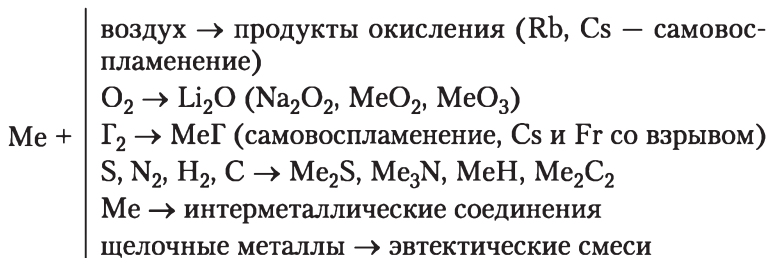 воздух → продукты окисления (Rb, Cs — самовос-
пламенение)
O₂ → Li₂O (Na₂O₂, MeO₂, MeO₃)
Me + Г₂ → МеГ (самовоспламенение, Cs и Fr со взрывом)
S, N₂, H₂, C → Me₂S, Me₃N, MeH, Me₂C₂
Me → интерметаллические соединения
щелочные металлы → эвтектические смеси